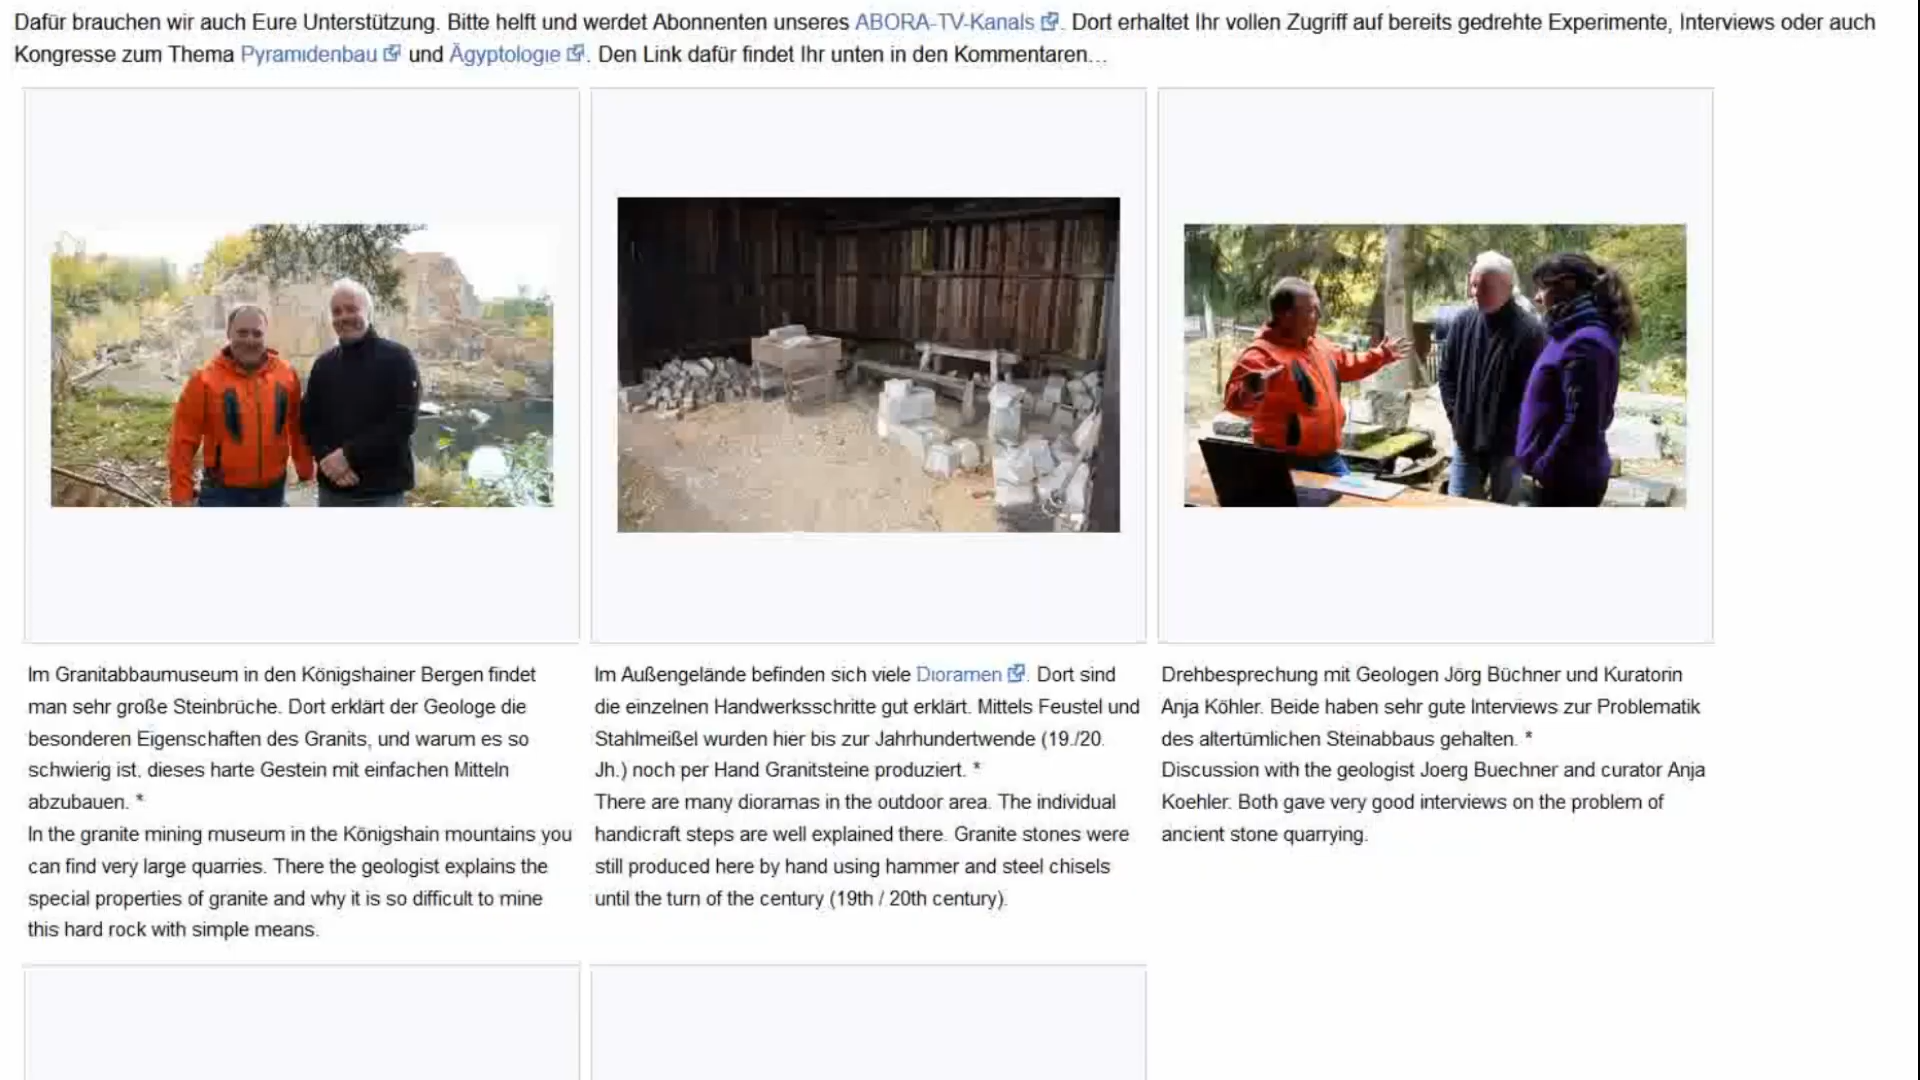 Dafür brauchen wir auch Eure Unterstützung. Bitte helft und werdet Abonnenten unseres ABORA-TV-Kanals. Dort erhaltet Ihr vollen Zugriff auf bereits gedrehte Experimente, Interviews oder auch
Kongresse zum Thema Pyramidenbau und Ägyptologie. Den Link dafür findet Ihr unten in den Kommentaren...
Im Granitabbaumuseum in den Königshainer Bergen findet
man sehr große Steinbrüche. Dort erklärt der Geologe die
besonderen Eigenschaften des Granits, und warum es so
schwierig ist, dieses harte Gestein mit einfachen Mitteln
abzubauen. *
In the granite mining museum in the Königshain mountains you
can find very large quarries. There the geologist explains the
special properties of granite and why it is so difficult to mine
this hard rock with simple means.
Im Außengelände befinden sich viele Dioramen. Dort sind
die einzelnen Handwerksschritte gut erklärt. Mittels Feustel und
Stahlmeißel wurden hier bis zur Jahrhundertwende (19./20.
Jh.) noch per Hand Granitsteine produziert. *
There are many dioramas in the outdoor area. The individual
handicraft steps are well explained there. Granite stones were
still produced here by hand using hammer and steel chisels
until the turn of the century (19th / 20th century).
Drehbesprechung mit Geologen Jörg Büchner und Kuratorin
Anja Köhler. Beide haben sehr gute Interviews zur Problematik
des altertümlichen Steinabbaus gehalten. *
Discussion with the geologist Joerg Buechner and curator Anja
Koehler. Both gave very good interviews on the problem of
ancient stone quarrying.